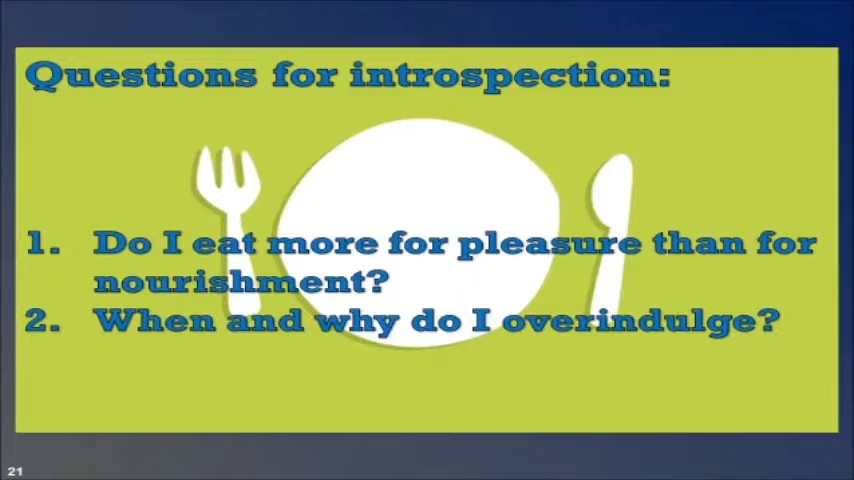 Questions for introspection:
1. Do I eat more for pleasure than for
nourishment?
2. When and why do I overindulge?
21